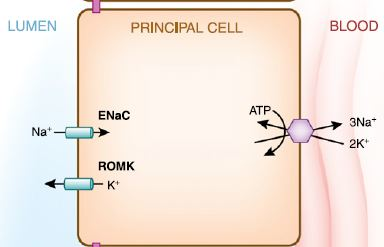 LUMEN
PRINCIPAL CELL
BLOOD
ENaC
Na⁺
ATP
3Na⁺
2K⁺
ROMK
K⁺